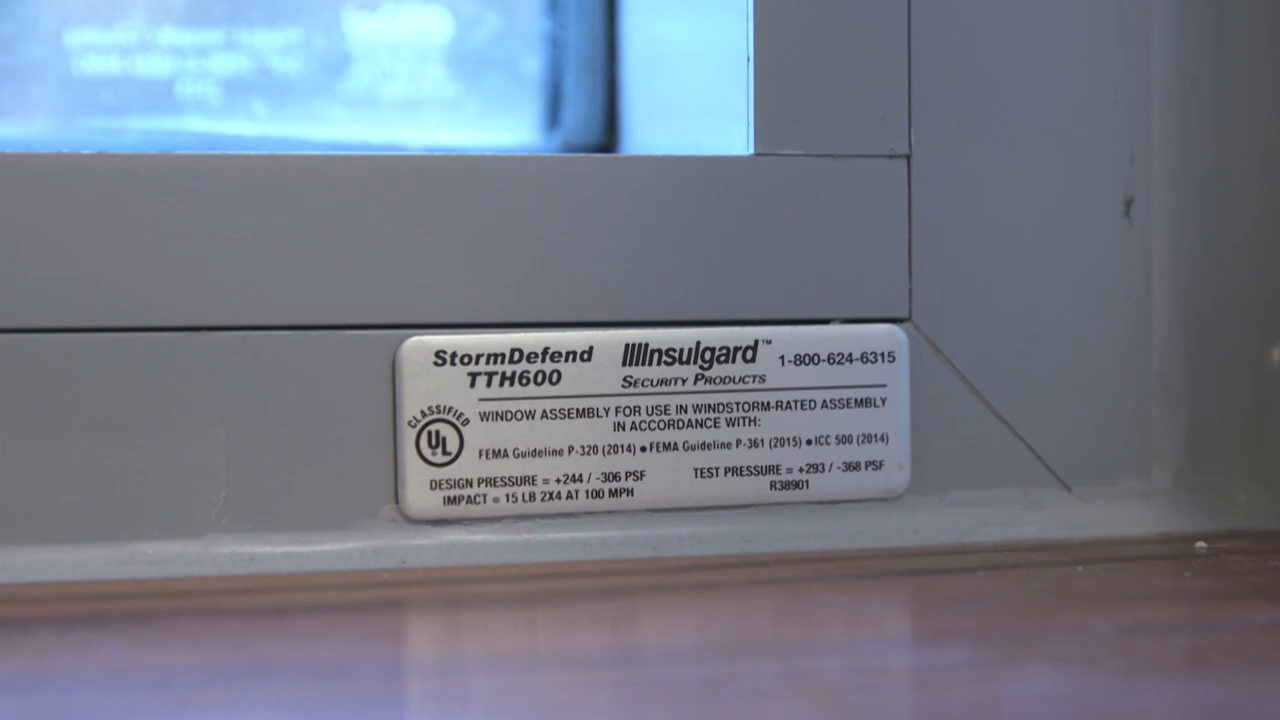 StormDefend
TTH600
Insulgard™
SECURITY PRODUCTS
1-800-624-6315
CLASSIFIED
UL
WINDOW ASSEMBLY FOR USE IN WINDSTORM-RATED ASSEMBLY
IN ACCORDANCE WITH:
FEMA Guideline P-320 (2014) ● FEMA Guideline P-361 (2015) ● ICC 500 (2014)
DESIGN PRESSURE = +244 / -306 PSF
IMPACT = 15 LB 2X4 AT 100 MPH
TEST PRESSURE = +293 / -368 PSF
R38901